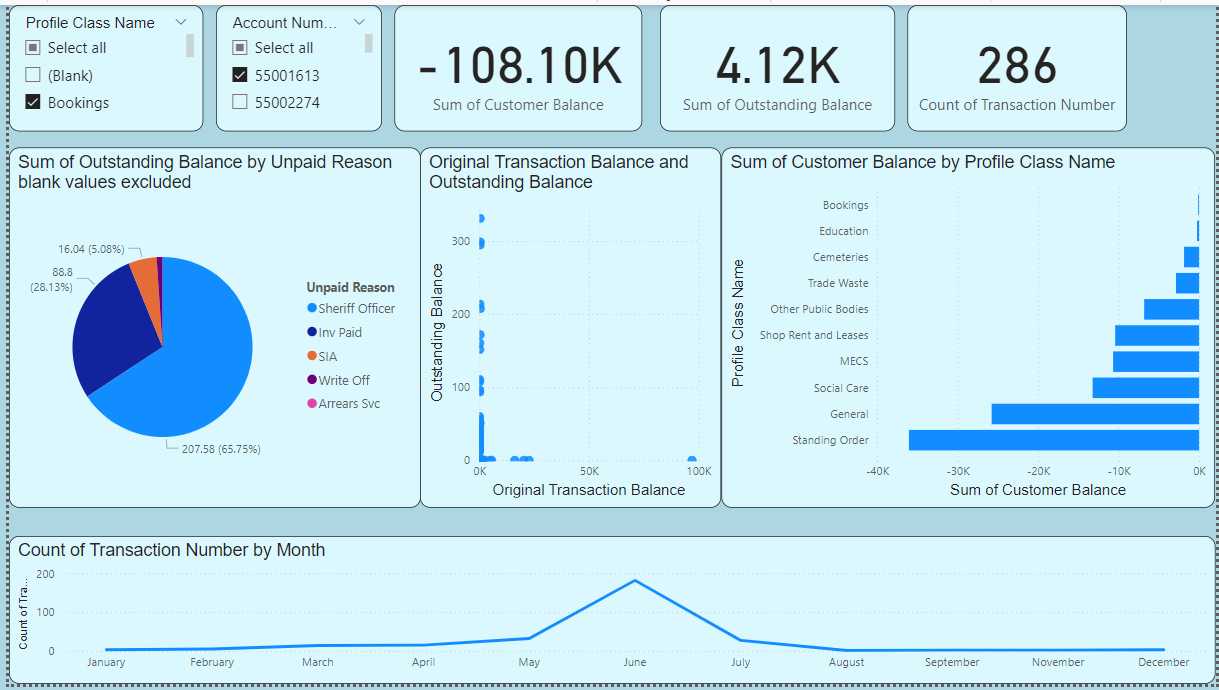 Profile Class Name
Select all
(Blank)
Bookings
Account Num...
Select all
55001613
55002274
-108.10K
Sum of Customer Balance
4.12K
Sum of Outstanding Balance
286
Count of Transaction Number
Sum of Outstanding Balance by Unpaid Reason
blank values excluded
16.04 (5.08%)
88.8
(28.13%)
207.58 (65.75%)
Unpaid Reason
Sheriff Officer
Inv Paid
SIA
Write Off
Arrears Svc
Original Transaction Balance and
Outstanding Balance
Outstanding Balance
300
200
100
0
0K 50K 100K
Original Transaction Balance
Sum of Customer Balance by Profile Class Name
Profile Class Name
Bookings
Education
Cemeteries
Trade Waste
Other Public Bodies
Shop Rent and Leases
MECS
Social Care
General
Standing Order
-40K -30K -20K -10K 0K
Sum of Customer Balance
Count of Transaction Number by Month
Count of Tra...
200
100
0
January February March April May June July August September November December